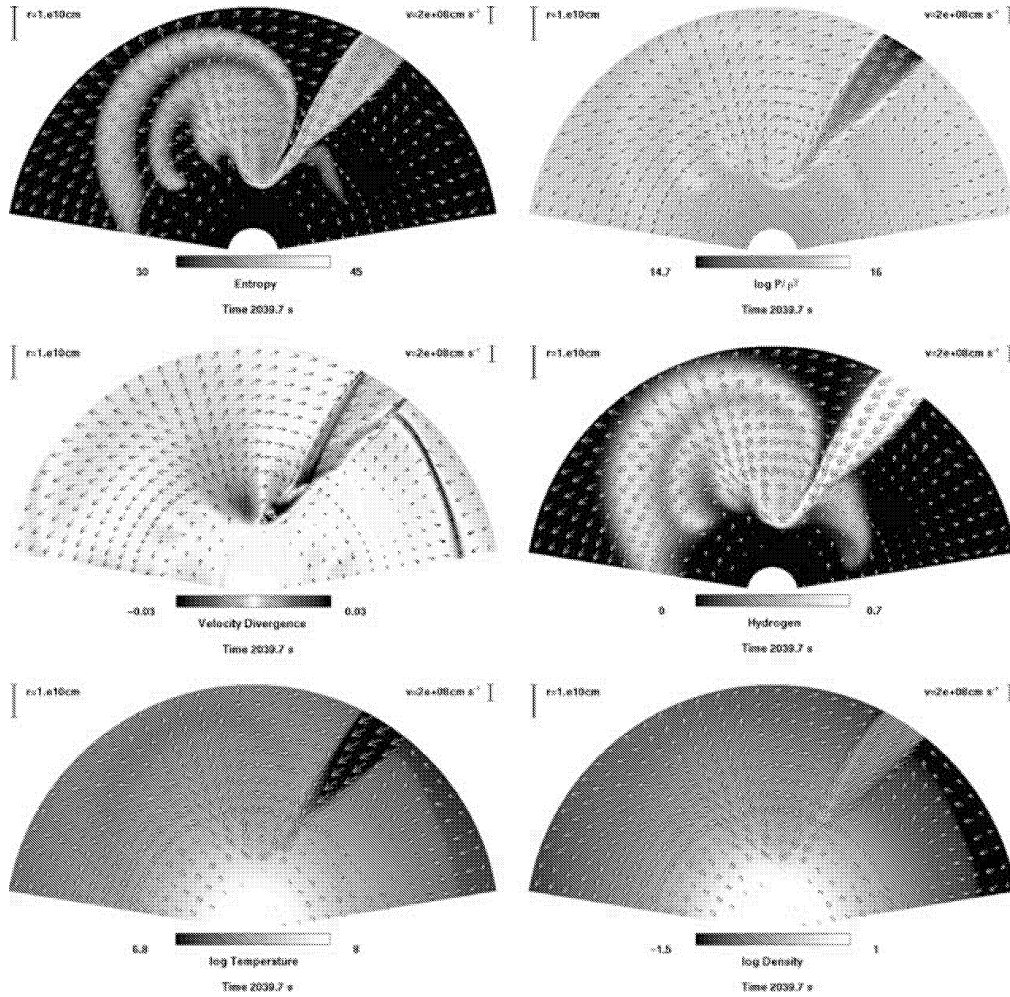 r=1.e10cm v=2e+08cm s⁻¹ r=1.e10cm v=2e+08cm s⁻¹
30 45 14.7 16
Entropy log P/ργ
Time 2039.7 s Time 2039.7 s
r=1.e10cm v=2e+08cm s⁻¹ r=1.e10cm v=2e+08cm s⁻¹
-0.03 0.03 0 0.7
Velocity Divergence Hydrogen
Time 2039.7 s Time 2039.7 s
r=1.e10cm v=2e+08cm s⁻¹ r=1.e10cm v=2e+08cm s⁻¹
6.8 8 -1.5 1
log Temperature log Density
Time 2039.7 s Time 2039.7 s